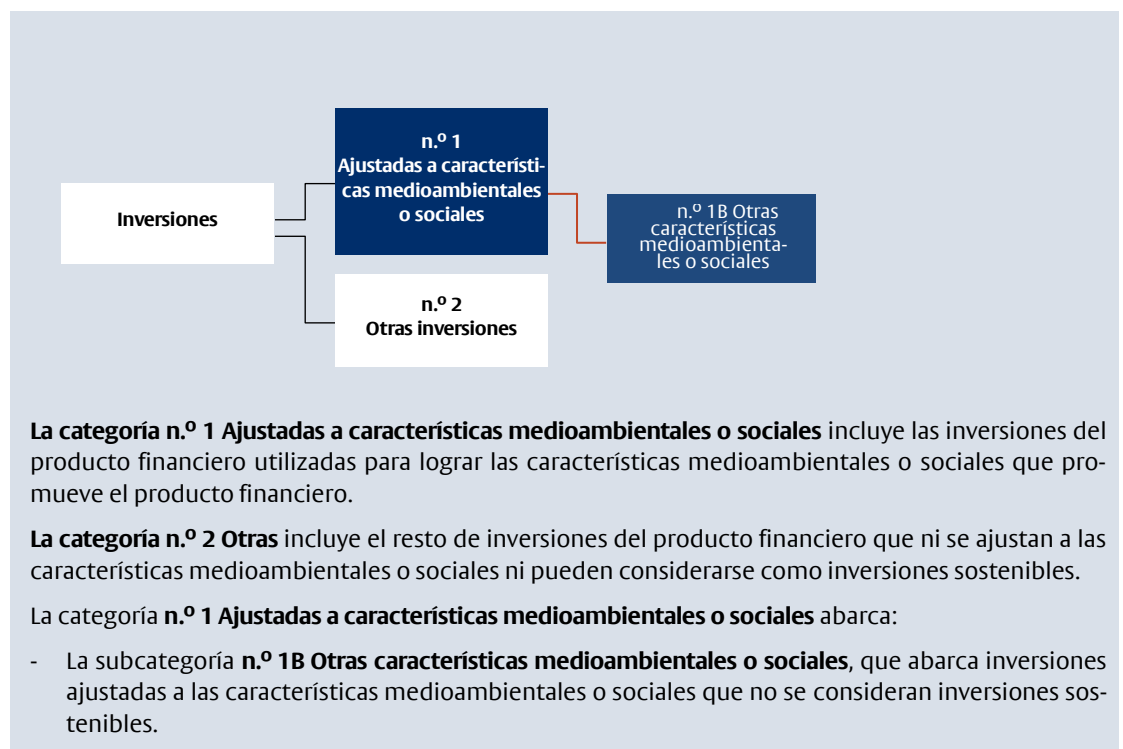 n.º 1
Ajustadas a característi-
cas medioambientales
o sociales
Inversiones
n.º 1B Otras
características
medioambienta-
les o sociales
n.º 2
Otras inversiones
La categoría n.º 1 Ajustadas a características medioambientales o sociales incluye las inversiones del
producto financiero utilizadas para lograr las características medioambientales o sociales que pro-
mueve el producto financiero.
La categoría n.º 2 Otras incluye el resto de inversiones del producto financiero que ni se ajustan a las
características medioambientales o sociales ni pueden considerarse como inversiones sostenibles.
La categoría n.º 1 Ajustadas a características medioambientales o sociales abarca:
- La subcategoría n.º 1B Otras características medioambientales o sociales, que abarca inversiones
ajustadas a las características medioambientales o sociales que no se consideran inversiones sos-
tenibles.